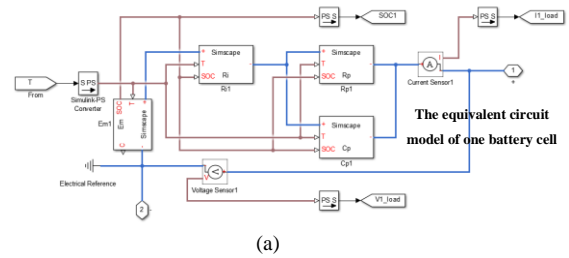 PS S
SOC1
PS S
I1_load
SOC
+
Simscape
Simscape
T
Ri
T
Rp
I
T
S PS
SOC
SOC
A
1
From
Simulink-PS
Converter
T
Ri1
Rp1
Current Sensor1
+
Em1
Em
Simscape
Simscape
The equivalent circuit
model of one battery cell
T
Cp
C
-
SOC
Cp1
Electrical Reference
V
V
Voltage Sensor1
2
-
PS S
V1_load
(a)